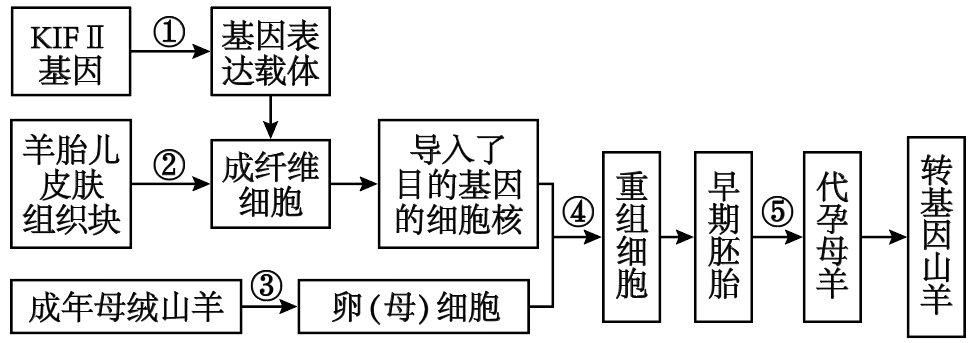 KIFⅡ
基因
①
基因表
达载体
羊胎儿
皮肤
组织块
②
成纤维
细胞
导入了
目的基因
的细胞核
成年母绒山羊
③
卵(母)细胞
④
重组细胞
早期胚胎
⑤
代孕母羊
转基因山羊